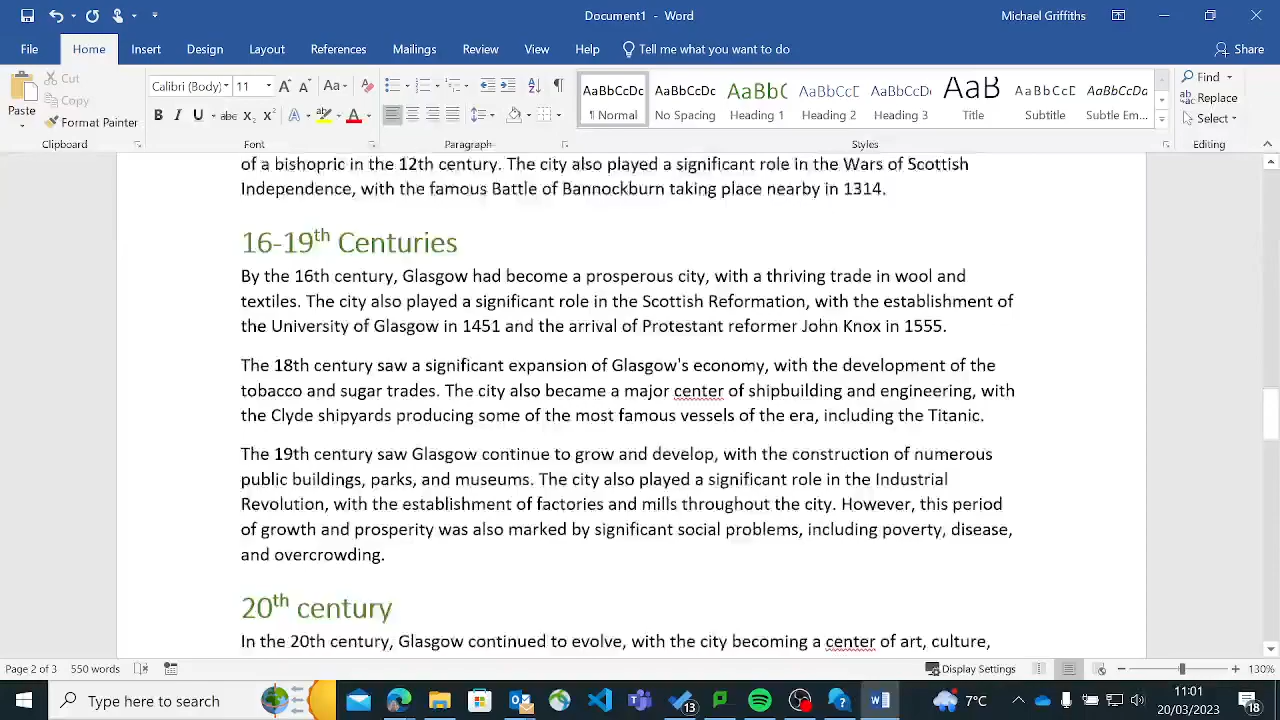 Document1 - Word
Michael Griffiths
File Home Insert Design Layout References Mailings Review View Help Tell me what you want to do Share
Paste
Cut
Copy
Format Painter
Clipboard
Calibri (Body) 11
Aa
B I U abc x2 x2 A A
Font
Paragraph
AaBbCcDc AaBbCcDc AaBbC( AaBbCcC AaBbCcD AaB AaBbCcC AaBbCcDa
¶ Normal No Spacing Heading 1 Heading 2 Heading 3 Title Subtitle Subtle Em...
Styles
Find
Replace
Select
Editing
of a bishopric in the 12th century. The city also played a significant role in the Wars of Scottish
Independence, with the famous Battle of Bannockburn taking place nearby in 1314.
16-19th Centuries
By the 16th century, Glasgow had become a prosperous city, with a thriving trade in wool and
textiles. The city also played a significant role in the Scottish Reformation, with the establishment of
the University of Glasgow in 1451 and the arrival of Protestant reformer John Knox in 1555.
The 18th century saw a significant expansion of Glasgow's economy, with the development of the
tobacco and sugar trades. The city also became a major center of shipbuilding and engineering, with
the Clyde shipyards producing some of the most famous vessels of the era, including the Titanic.
The 19th century saw Glasgow continue to grow and develop, with the construction of numerous
public buildings, parks, and museums. The city also played a significant role in the Industrial
Revolution, with the establishment of factories and mills throughout the city. However, this period
of growth and prosperity was also marked by significant social problems, including poverty, disease,
and overcrowding.
20th century
In the 20th century, Glasgow continued to evolve, with the city becoming a center of art, culture,
Page 2 of 3 550 words Display Settings 130%
Type here to search
13
7°C
11:01
20/03/2023
18